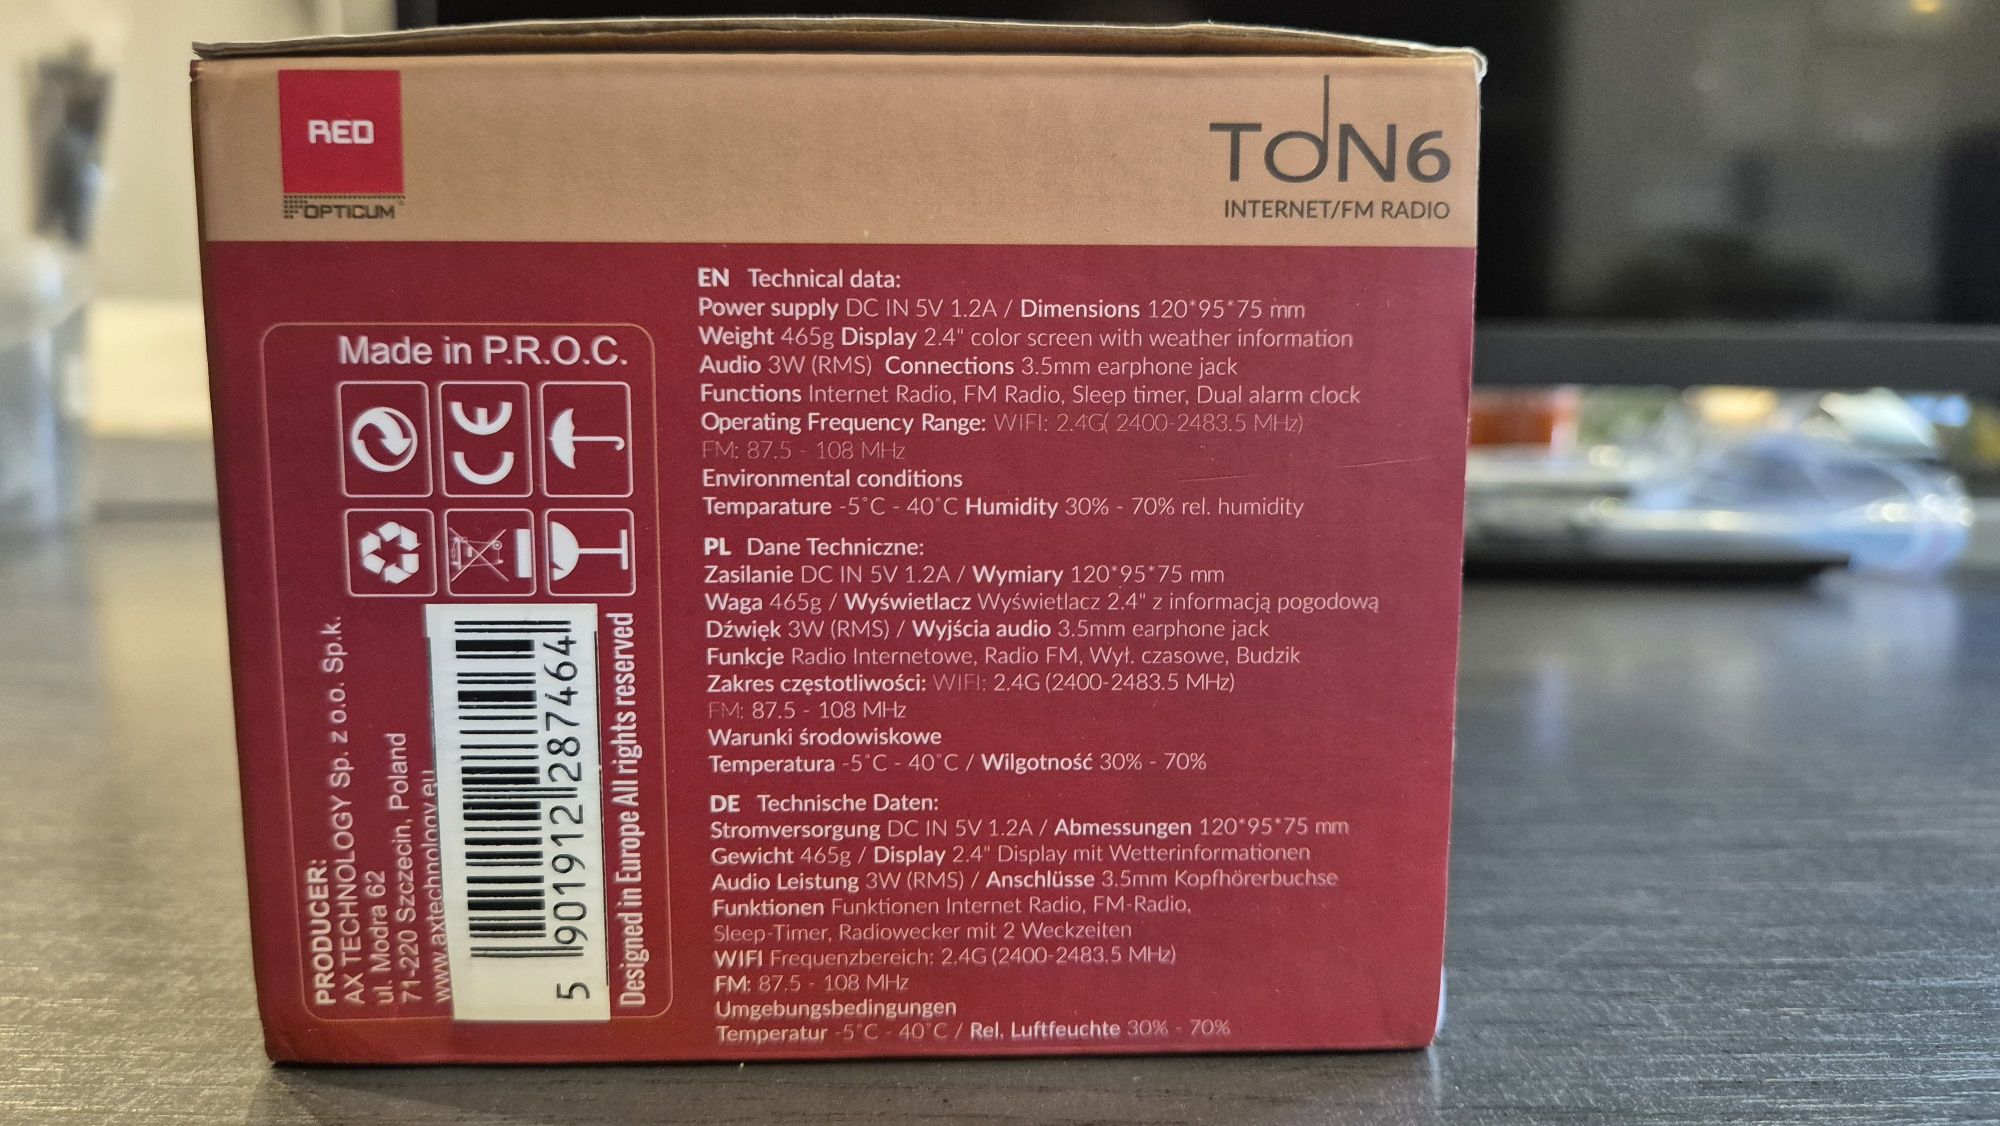 RED
OPTICUM
TON6
INTERNET/FM RADIO
EN Technical data:
Power supply DC IN 5V 1.2A / Dimensions 120*95*75 mm
Weight 465g Display 2.4" color screen with weather information
Audio 3W (RMS) Connections 3.5mm earphone jack
Functions Internet Radio, FM Radio, Sleep timer, Dual alarm clock
Operating Frequency Range: WIFI: 2.4G( 2400-2483.5 MHz)
FM: 87.5 - 108 MHz
Environmental conditions
Temparature -5°C - 40°C Humidity 30% - 70% rel. humidity
PL Dane Techniczne:
Zasilanie DC IN 5V 1.2A / Wymiary 120*95*75 mm
Waga 465g / Wyświetlacz Wyświetlacz 2.4" z informacją pogodową
Dźwięk 3W (RMS) / Wyjścia audio 3.5mm earphone jack
Funkcje Radio Internetowe, Radio FM, Wył. czasowe, Budzik
Zakres częstotliwości: WIFI: 2.4G (2400-2483.5 MHz)
FM: 87.5 - 108 MHz
Warunki środowiskowe
Temperatura -5°C - 40°C / Wilgotność 30% - 70%
DE Technische Daten:
Stromversorgung DC IN 5V 1.2A / Abmessungen 120*95*75 mm
Gewicht 465g / Display 2.4" Display mit Wetterinformationen
Audio Leistung 3W (RMS) / Anschlüsse 3.5mm Kopfhörerbuchse
Funktionen Funktionen Internet Radio, FM-Radio,
Sleep-Timer, Radiowecker mit 2 Weckzeiten
WIFI Frequenzbereich: 2.4G (2400-2483.5 MHz)
FM: 87.5 - 108 MHz
Umgebungsbedingungen
Temperatur -5°C - 40°C / Rel. Luftfeuchte 30% - 70%
Made in P.R.O.C.
CE
PRODUCER:
AX TECHNOLOGY Sp. z o.o. Sp.k.
ul. Modra 62
71-220 Szczecin, Poland
www.axtechnology.eu
5 901912 287464
Designed in Europe All rights reserved